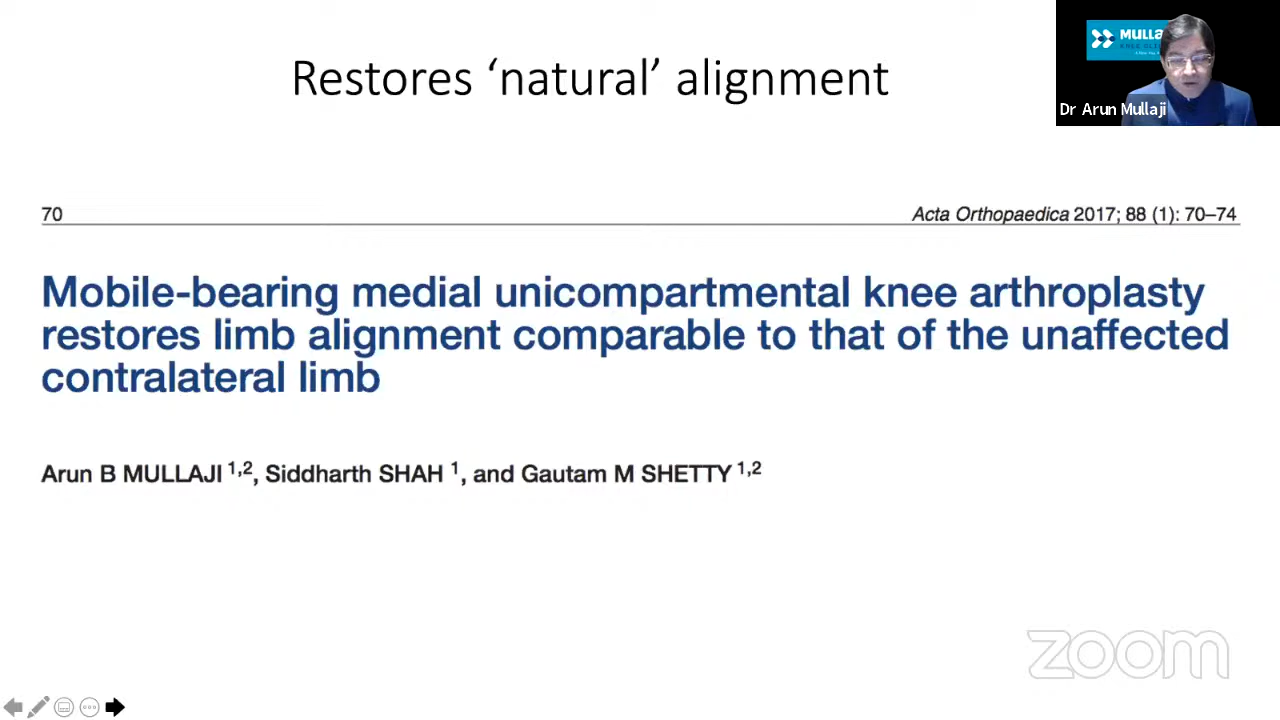 Restores ‘natural’ alignment
MULLA
Dr Arun Mullaji
70
Acta Orthopaedica 2017; 88 (1): 70–74
Mobile-bearing medial unicompartmental knee arthroplasty
restores limb alignment comparable to that of the unaffected
contralateral limb
Arun B MULLAJI 1,2, Siddharth SHAH 1, and Gautam M SHETTY 1,2
zoom